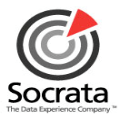 Socrata
The Data Experience Company™